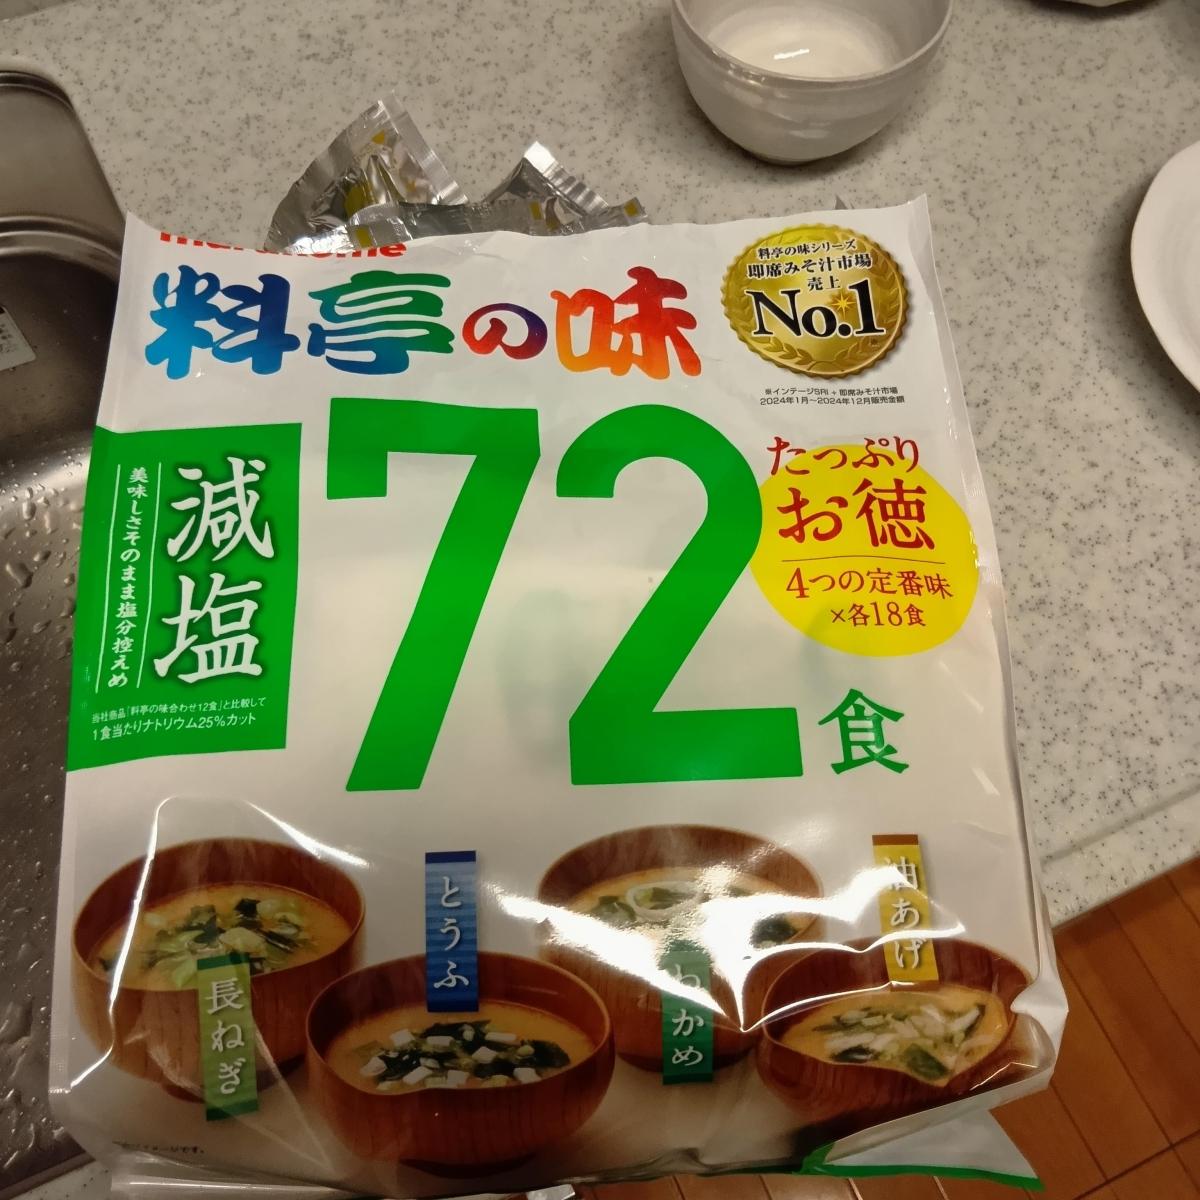 marukome
料亭の味
料亭の味シリーズ
即席みそ汁市場
売上
No.1
※インテージSRI+即席みそ汁市場
2024年1月～2024年12月販売金額
減塩
美味しさそのまま塩分控えめ
当社商品「料亭の味合わせ12食」と比較して
1食当たりナトリウム25%カット
72食
たっぷり
お徳
4つの定番味
×各18食
長ねぎ
とうふ
わかめ
油あげ